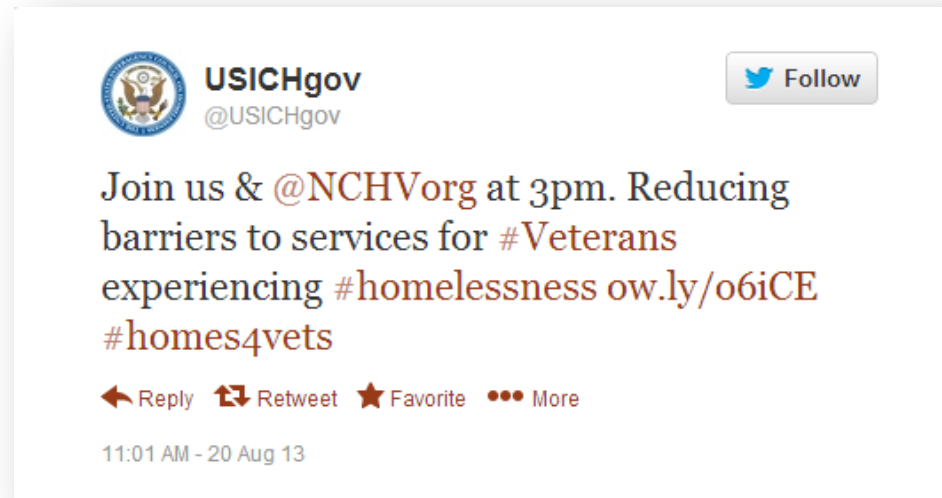 USICHgov
Follow
@USICHgov
Join us & @NCHVorg at 3pm. Reducing
barriers to services for #Veterans
experiencing #homelessness ow.ly/o6iCE
#homes4vets
Reply Retweet Favorite More
11:01 AM - 20 Aug 13